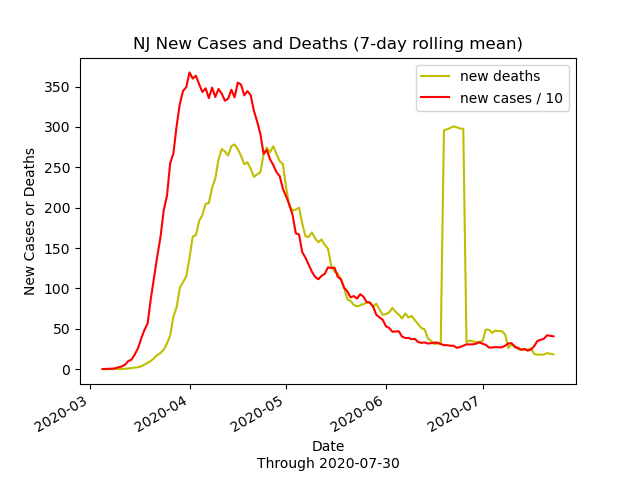 NJ New Cases and Deaths (7-day rolling mean)
new deaths
new cases / 10
New Cases or Deaths
350
300
250
200
150
100
50
0
2020-03
2020-04
2020-05
2020-06
2020-07
Date
Through 2020-07-30